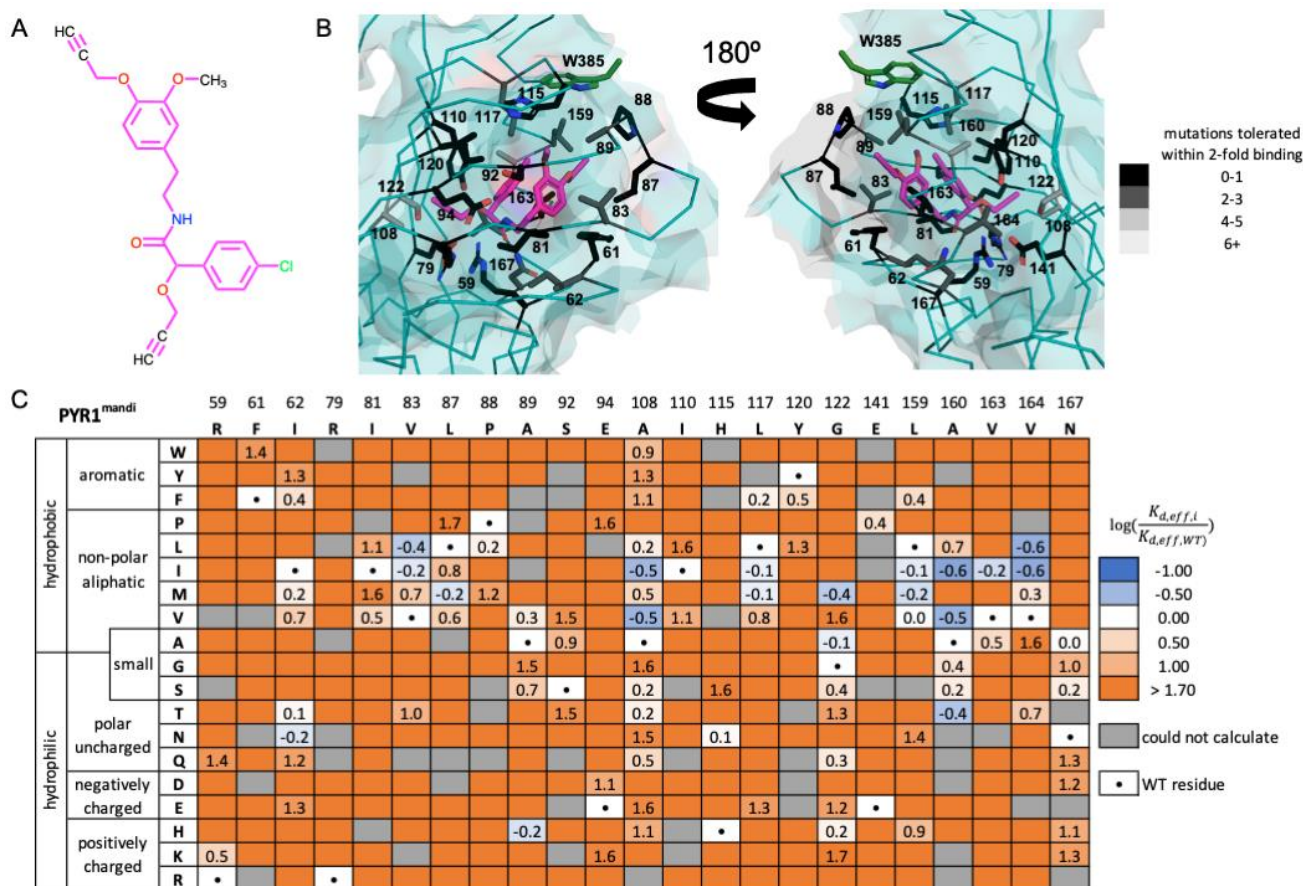 A
HC
C
O
O
CH₃
NH
O
O
Cl
C
HC
B
W385
115
117
159
88
89
110
120
92
87
122
163
83
94
108
81
61
79
167
59
62
180º
W385
117
115
88
159
160
89
120
110
87
83
163
122
81
164
61
108
62
59
79
141
167
mutations tolerated
within 2-fold binding
0-1
2-3
4-5
6+
C
PYR1mandi 59 61 62 79 81 83 87 88 89 92 94 108 110 115 117 120 122 141 159 160 163 164 167
R F I R I V L P A S E A I H L Y G E L A V V N
hydrophobic
aromatic
W 1.4 0.9
Y 1.3 1.3 •
F • 0.4 1.1 0.2 0.5 0.4
non-polar
aliphatic
P 1.7 • 1.6 0.4
L 1.1 -0.4 • 0.2 0.2 1.6 • 1.3 • 0.7 -0.6
I • • -0.2 0.8 -0.5 • -0.1 -0.1 -0.6 -0.2 -0.6
M 0.2 1.6 0.7 -0.2 1.2 0.5 -0.1 -0.4 -0.2 0.3
V 0.7 0.5 • 0.6 0.3 1.5 -0.5 1.1 0.8 1.6 0.0 -0.5 • •
small
A • 0.9 • -0.1 • 0.5 1.6 0.0
G 1.5 1.6 • 0.4 1.0
S 0.7 • 0.2 1.6 0.4 0.2 0.2
hydrophilic
polar
uncharged
T 0.1 1.0 1.5 0.2 1.3 -0.4 0.7
N -0.2 1.5 0.1 1.4 •
Q 1.4 1.2 0.5 0.3 1.3
negatively
charged
D 1.1 1.2
E 1.3 • 1.6 1.3 1.2 •
positively
charged
H -0.2 1.1 • 0.2 0.9 1.1
K 0.5 1.6 1.7 1.3
R • •
log(Kd,eff,i/Kd,eff,WT)
-1.00
-0.50
0.00
0.50
1.00
> 1.70
could not calculate
• WT residue